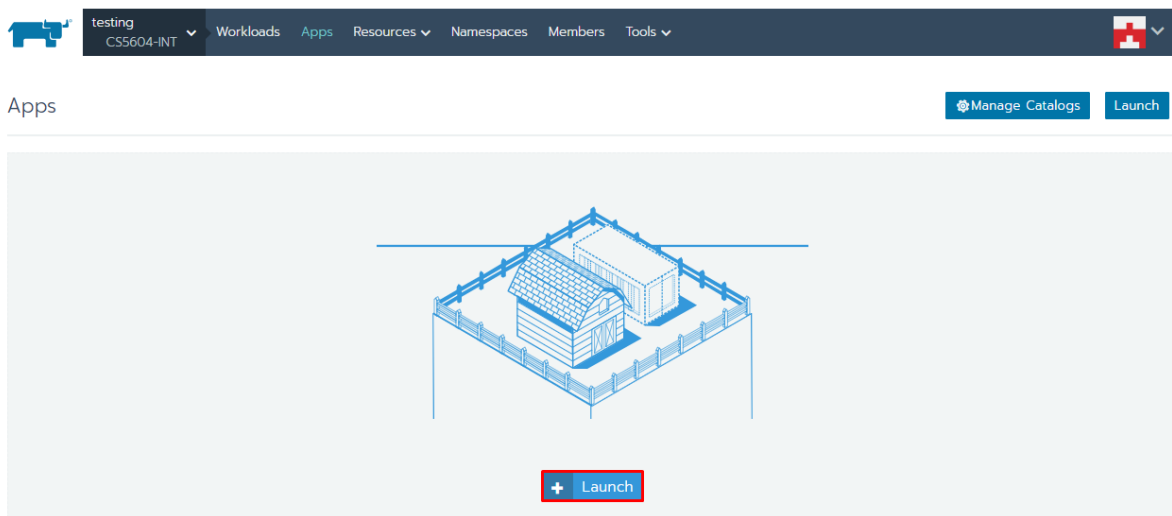 testing
CS5604-INT
Workloads Apps Resources Namespaces Members Tools
Apps
Manage Catalogs Launch
Launch